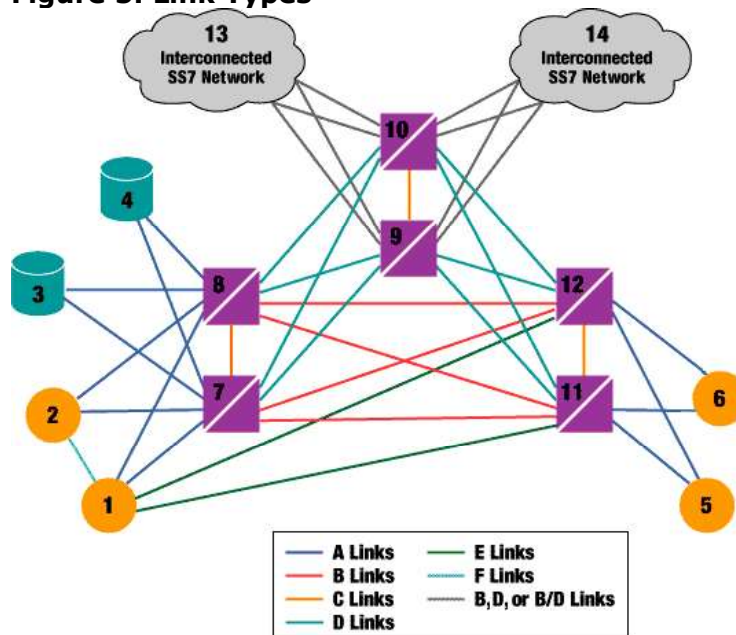 Figure 5. Link Types
13
Interconnected
SS7 Network
14
Interconnected
SS7 Network
10
4
9
3
8
12
7
11
6
2
1
5
A Links
B Links
C Links
D Links
E Links
F Links
B,D, or B/D Links